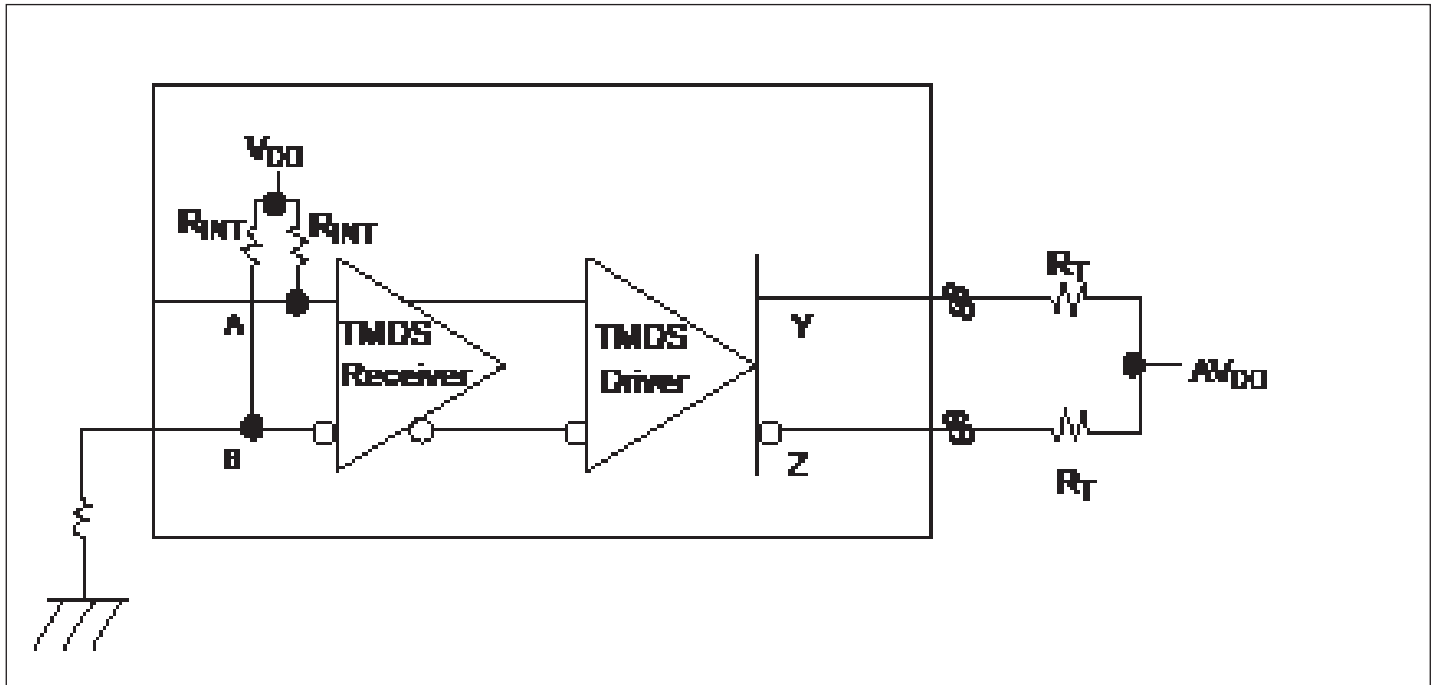 VDD
RINT RINT
RT
A
TMDS
Receiver
TMDS
Driver
Y
AVDD
B
Z
RT